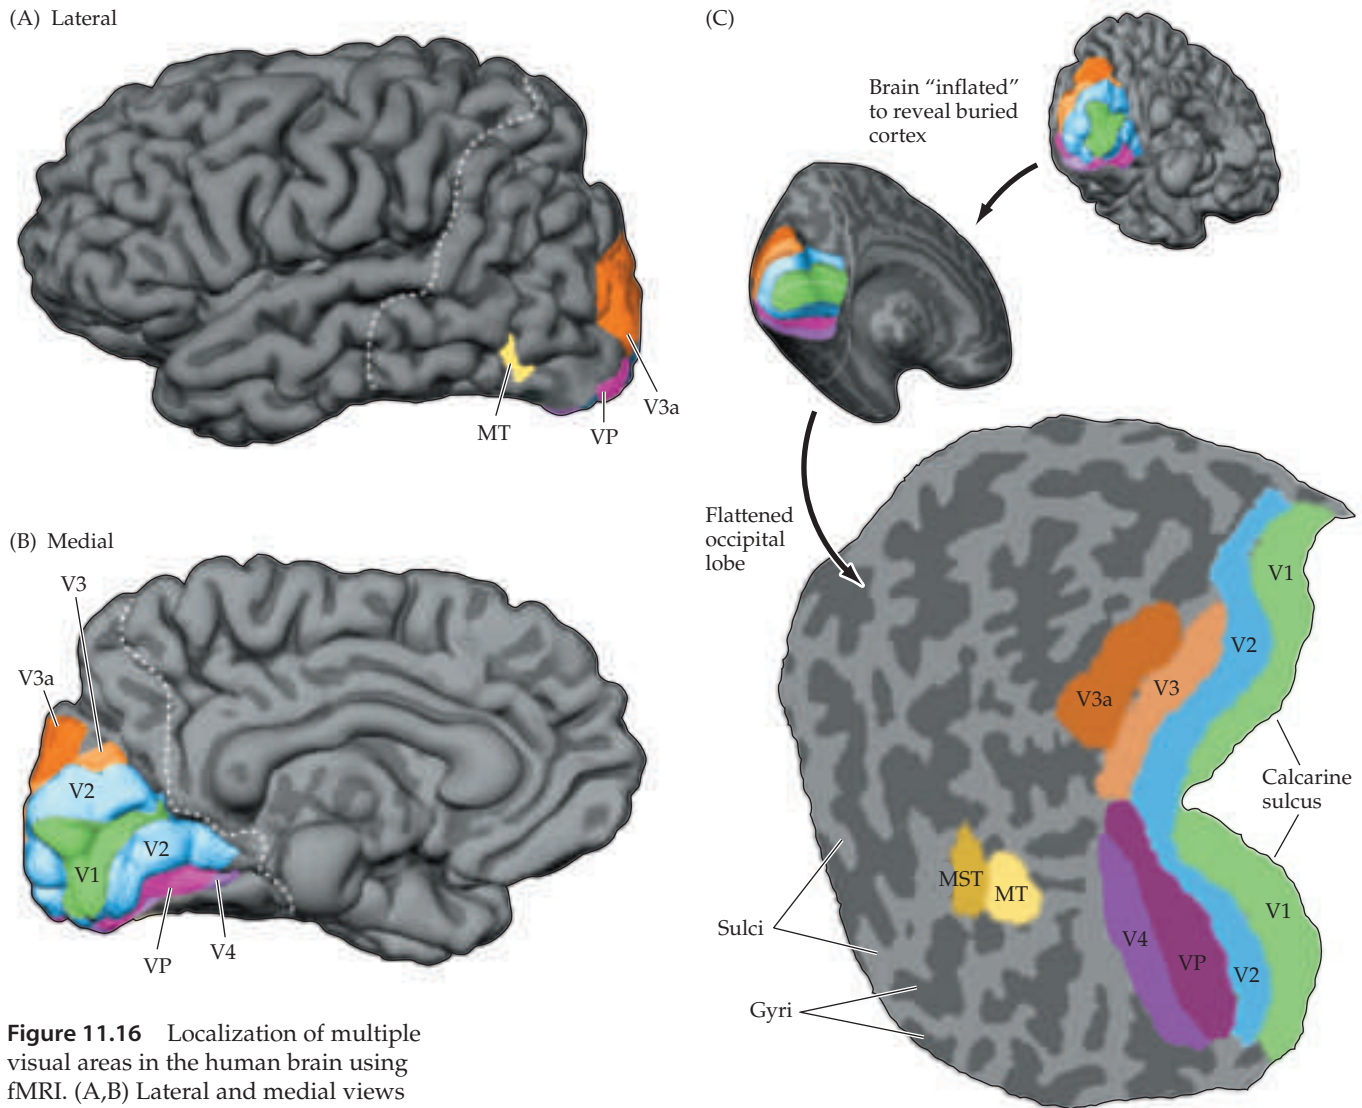 (A) Lateral
MT
VP
V3a
(B) Medial
V3
V3a
V2
V2
V1
VP
V4
Figure 11.16 Localization of multiple
visual areas in the human brain using
fMRI. (A,B) Lateral and medial views
(C)
Brain “inflated”
to reveal buried
cortex
Flattened
occipital
lobe
V1
V2
V3
V3a
Calcarine
sulcus
MST
MT
V1
V4
VP
V2
Sulci
Gyri